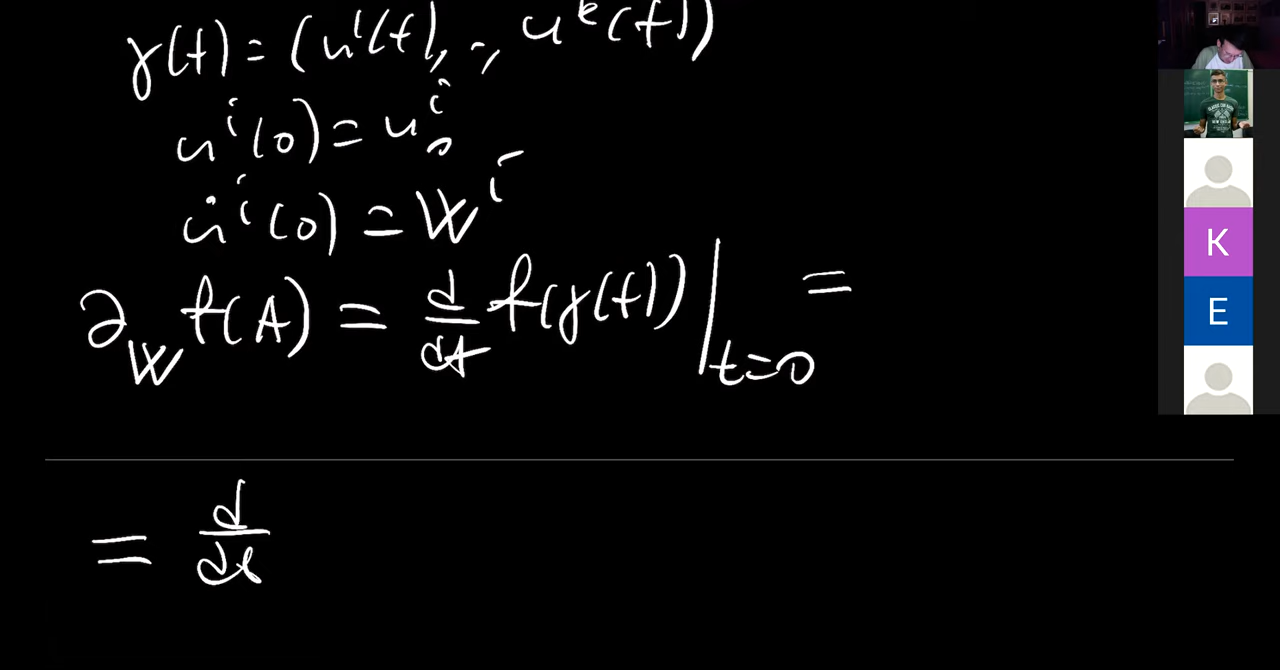 γ(t) = (u¹(t), .., uᵏ(t))
uⁱ(0) = u₀ⁱ
u̇ⁱ(0) = Wⁱ
∂_W f(A) = d/dt f(γ(t)) |_{t=0} =
= d/dt
K
E